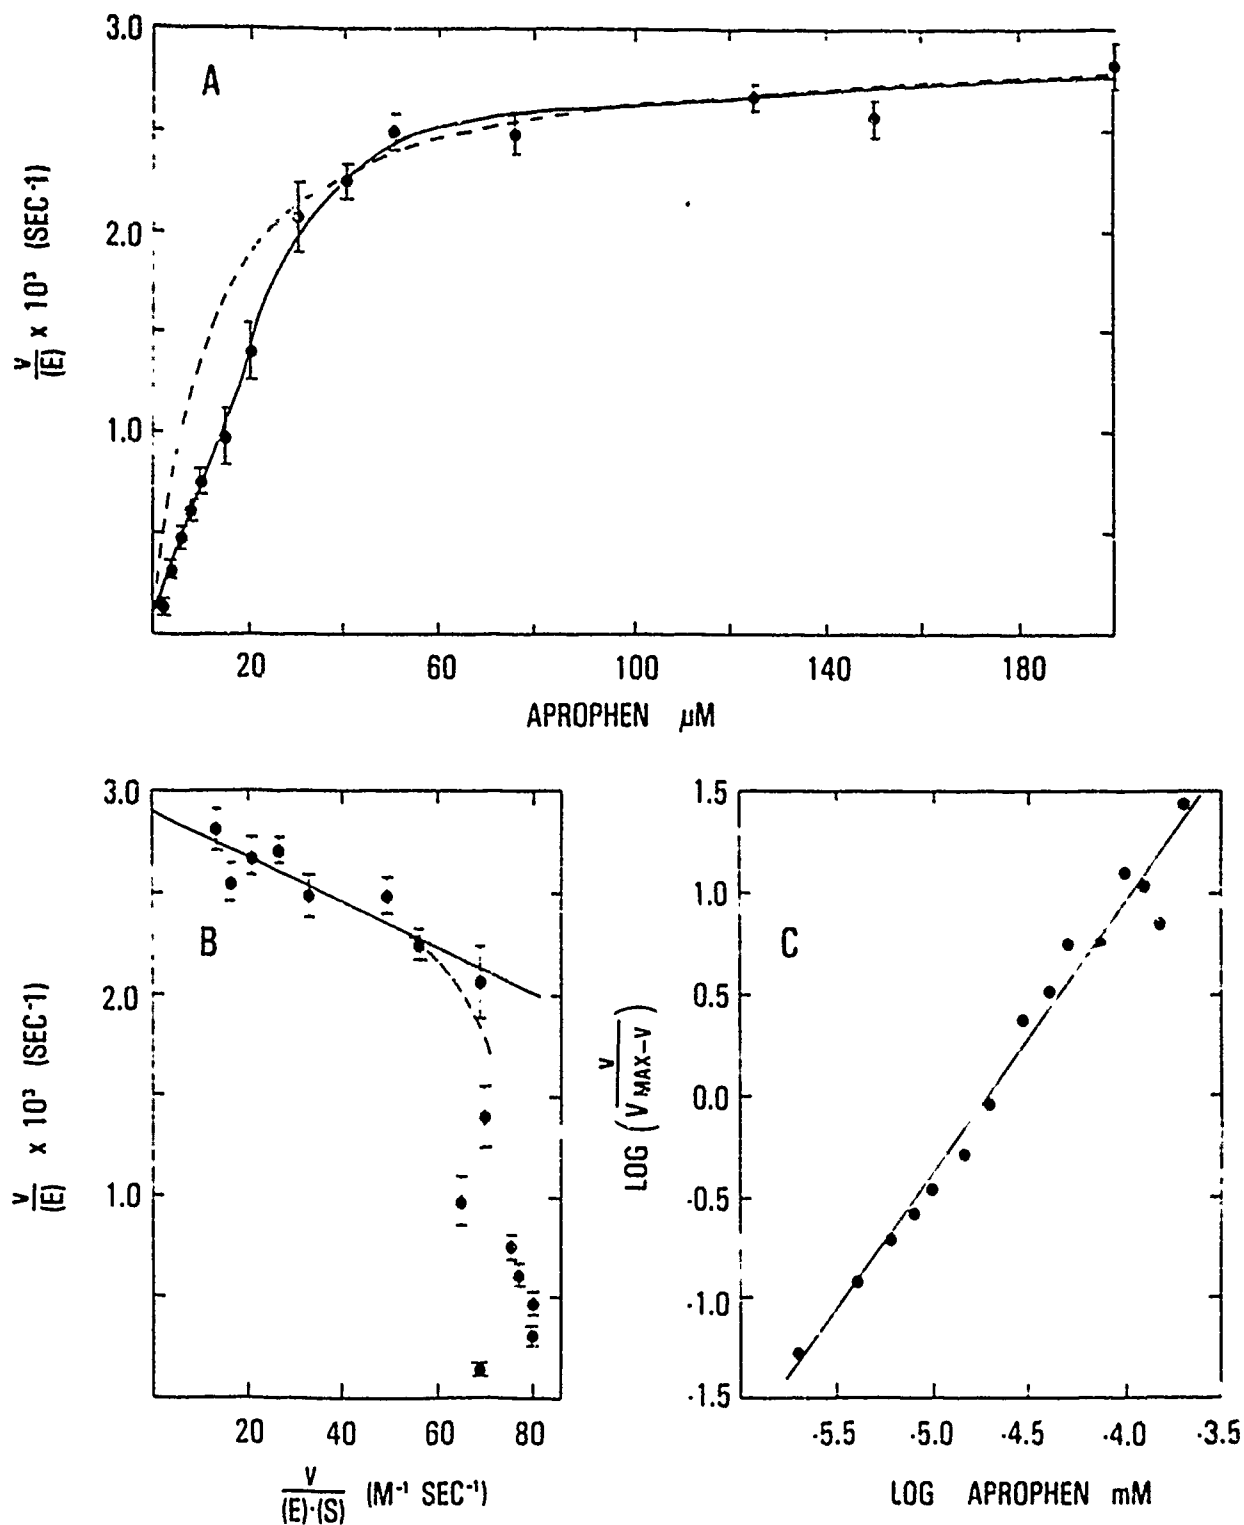 3.0
A
2.0
1.0
V/(E) x 10³ (SEC-1)
20 60 100 140 180
APROPHEN µM
3.0
B
2.0
1.0
V/(E) x 10³ (SEC-1)
20 40 60 80
V/(E)·(S) (M-1 SEC-1)
1.5
1.0
C
0.5
0.0
-0.5
-1.0
-1.5
LOG (V/V MAX-V)
-5.5 -5.0 -4.5 -4.0 -3.5
LOG APROPHEN mM